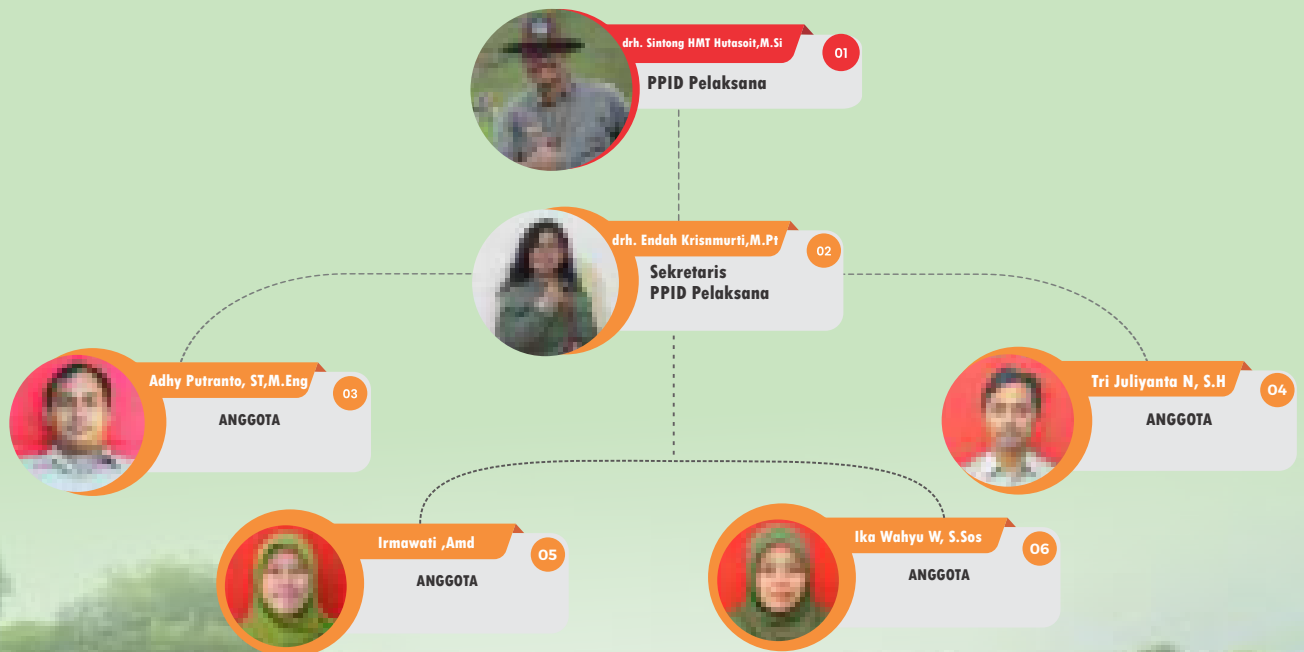 drh. Sintong HMT Hutasoit,M.Si
01
PPID Pelaksana
drh. Endah Krisnmurti,M.Pt
02
Sekretaris
PPID Pelaksana
Adhy Putranto, ST,M.Eng
03
ANGGOTA
Tri Juliyanta N, S.H
04
ANGGOTA
Irmawati ,Amd
05
ANGGOTA
Ika Wahyu W, S.Sos
06
ANGGOTA